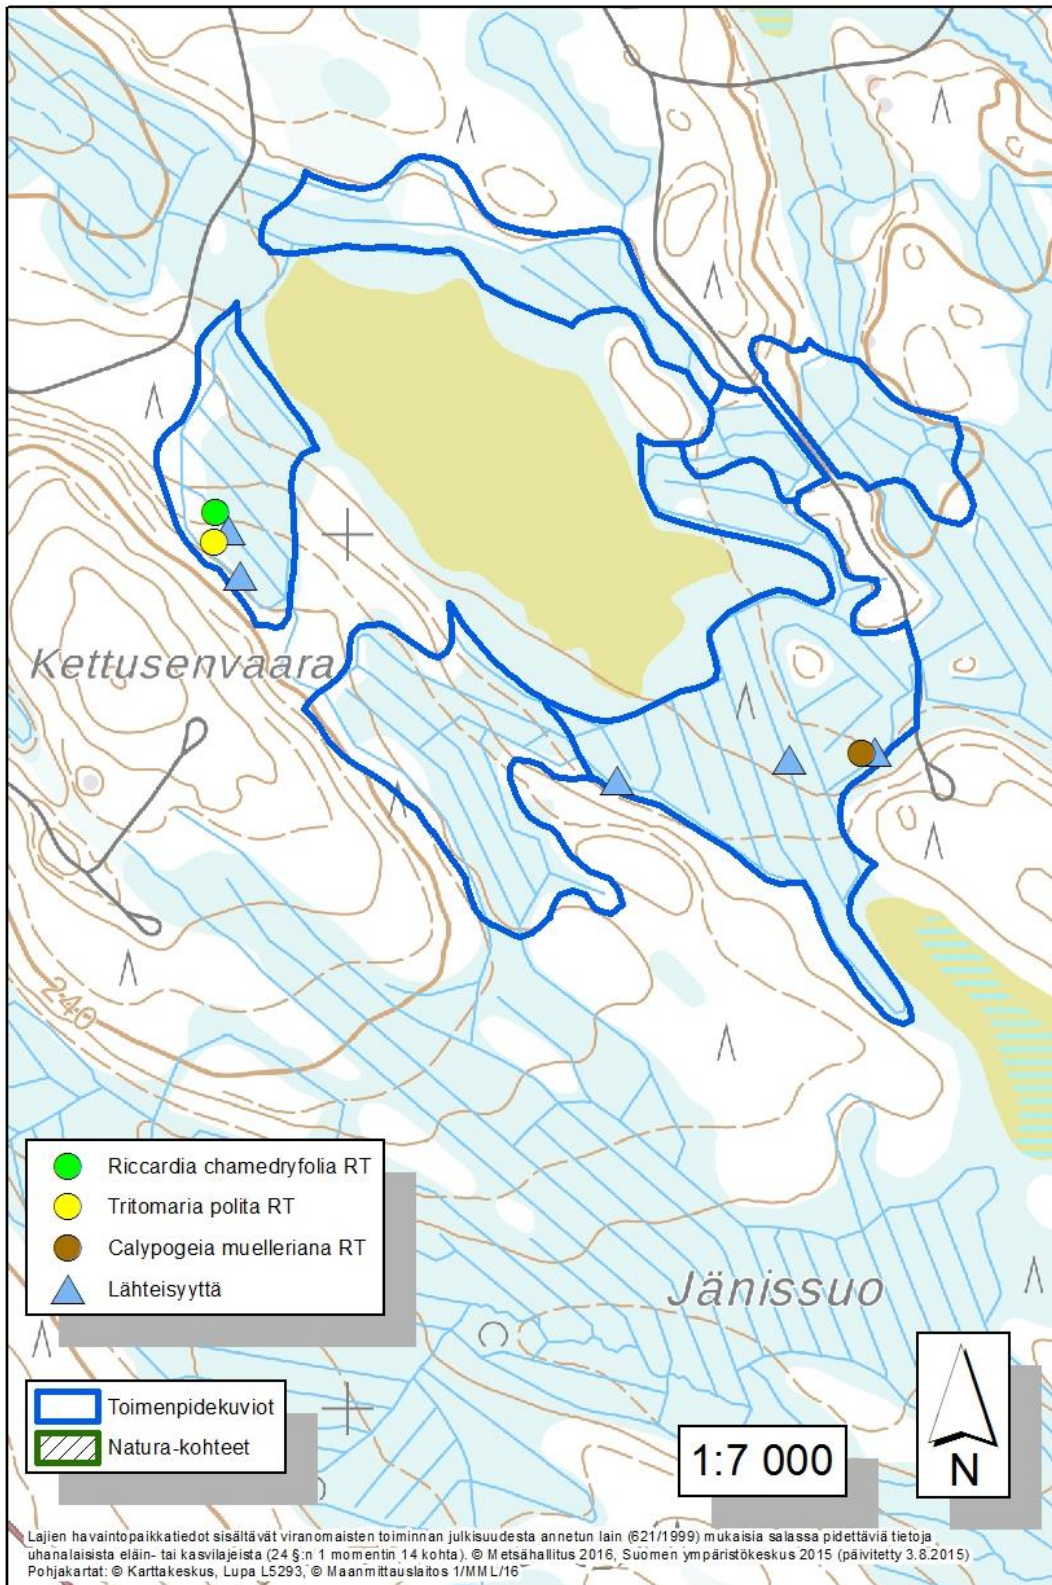 Kettusenvaara
240
Riccardia chamedryfolia RT
Tritomaria polita RT
Calypogeia muelleriana RT
Lähteisyyttä
Jänissuo
Toimenpidekuviot
Natura-kohteet
1:7 000
N
Lajien havaintopaikkatiedot sisältävät viranomaisten toiminnan julkisuudesta annetun lain (621/1999) mukaisia salassa pidettäviä tietoja
uhanalaisista eläin- tai kasvilajeista (24 §:n 1 momentin 14 kohta). © Metsähallitus 2016, Suomen ympäristökeskus 2015 (päivitetty 3.8.2015)
Pohjakartat: © Karttakeskus, Lupa L5293, © Maanmittauslaitos 1/MML/16